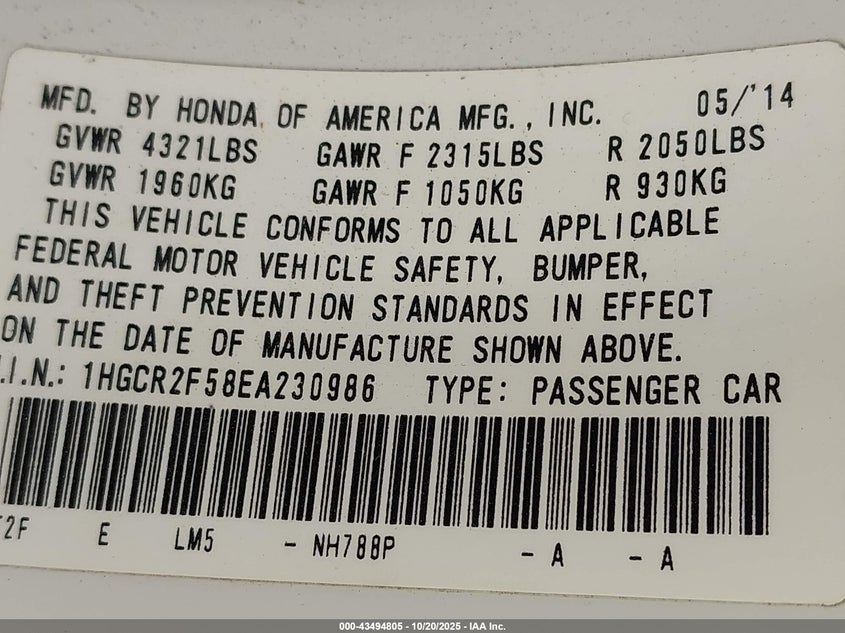 MFD. BY HONDA OF AMERICA MFG., INC. 05/'14
GVWR 4321LBS GAWR F 2315LBS R 2050LBS
GVWR 1960KG GAWR F 1050KG R 930KG
THIS VEHICLE CONFORMS TO ALL APPLICABLE
FEDERAL MOTOR VEHICLE SAFETY, BUMPER,
AND THEFT PREVENTION STANDARDS IN EFFECT
ON THE DATE OF MANUFACTURE SHOWN ABOVE.
.I.N.: 1HGCR2F58EA230986 TYPE: PASSENGER CAR
2F E LM5 - NH788P - A - A
000-43494805 - 10/20/2025 - IAA Inc.